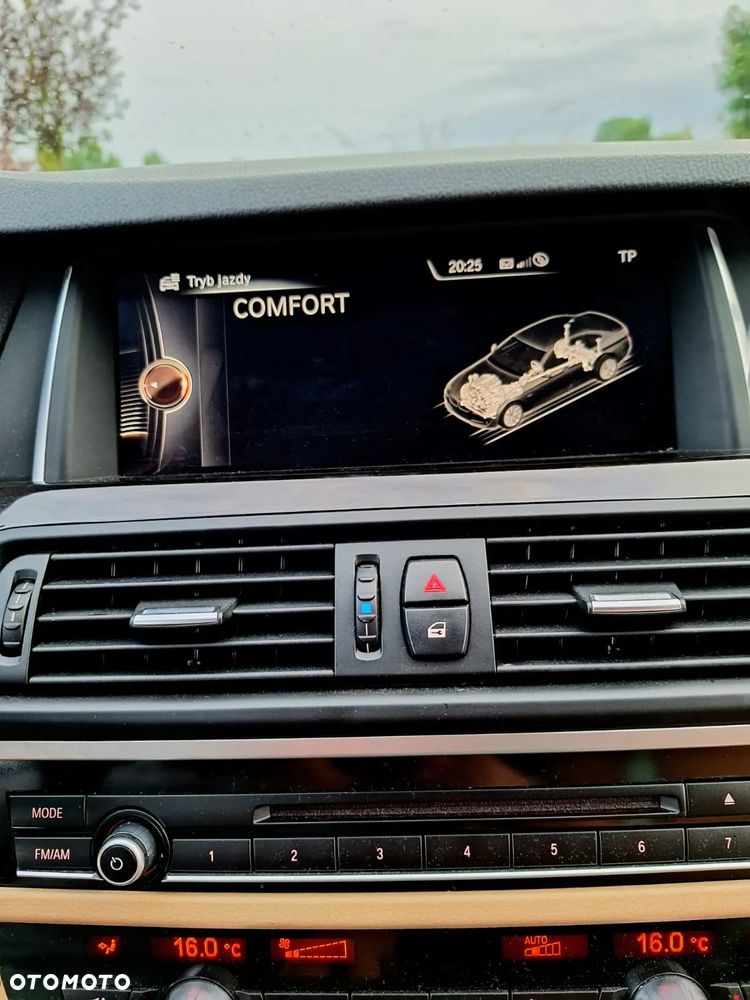 Tryb jazdy
20:25
TP
COMFORT
MODE
FM/AM
1
2
3
4
5
6
7
16.0 °C
AUTO
16.0 °C
OTOMOTO